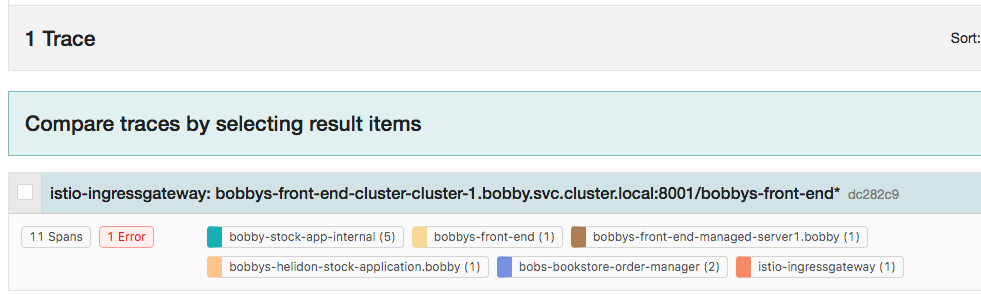 1 Trace
Sort:
Compare traces by selecting result items
istio-ingressgateway: bobbys-front-end-cluster-cluster-1.bobby.svc.cluster.local:8001/bobbys-front-end* dc282c9
11 Spans 1 Error bobby-stock-app-internal (5) bobbys-front-end (1) bobbys-front-end-managed-server1.bobby (1)
bobbys-helidon-stock-application.bobby (1) bobs-bookstore-order-manager (2) istio-ingressgateway (1)